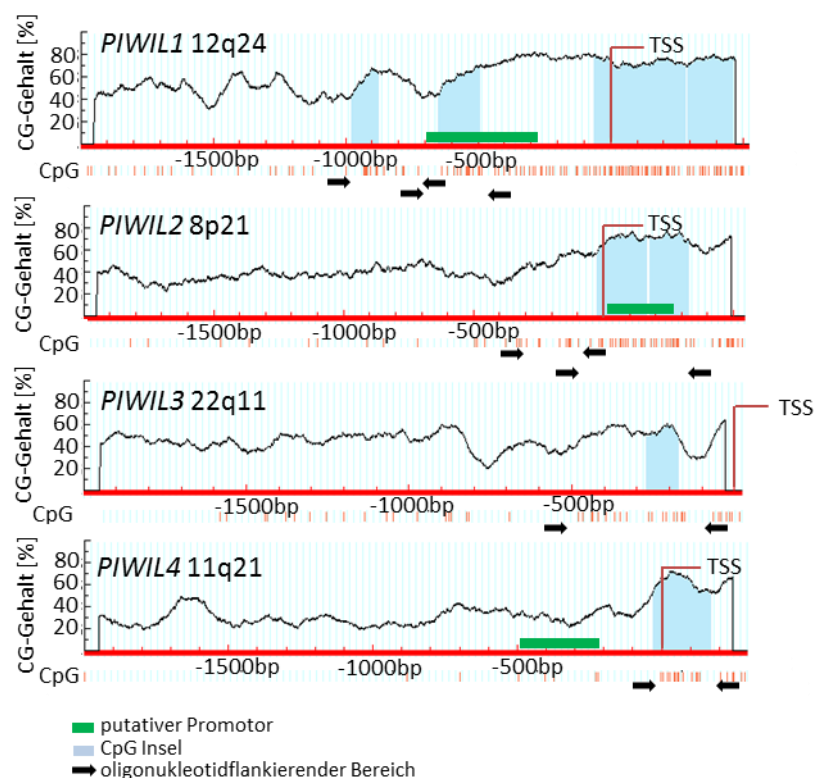 CG-Gehalt [%]
80
60
40
20
PIWIL1 12q24
TSS
-1500bp
-1000bp
-500bp
CpG
CG-Gehalt [%]
80
60
40
20
PIWIL2 8p21
TSS
-1500bp
-1000bp
-500bp
CpG
CG-Gehalt [%]
80
60
40
20
PIWIL3 22q11
TSS
-1500bp
-1000bp
-500bp
CpG
CG-Gehalt [%]
80
60
40
20
PIWIL4 11q21
TSS
-1500bp
-1000bp
-500bp
CpG
putativer Promotor
CpG Insel
oligonukleotidflankierender Bereich